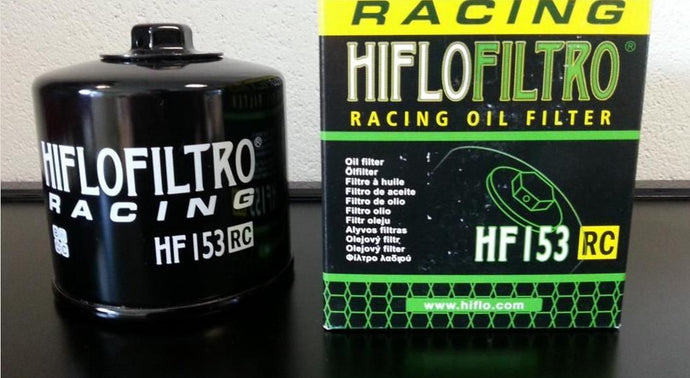 HIFLOFILTRO®
RACING
HF153 RC
RACING
HIFLOFILTRO®
RACING OIL FILTER
Oil filter
Ölfilter
Filtre à huile
Filtro de aceite
Filtro de olio
Filtro olio
Filtr oleju
Alyvos filtras
Olejový filtr
Olejový filter
Φίλτρο λαδιού
HF153 RC
www.hiflo.com